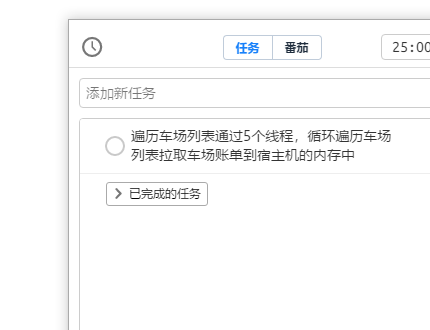 任务 番茄 25:00
添加新任务
遍历车场列表通过5个线程，循环遍历车场
列表拉取车场账单到宿主机的内存中
已完成的任务